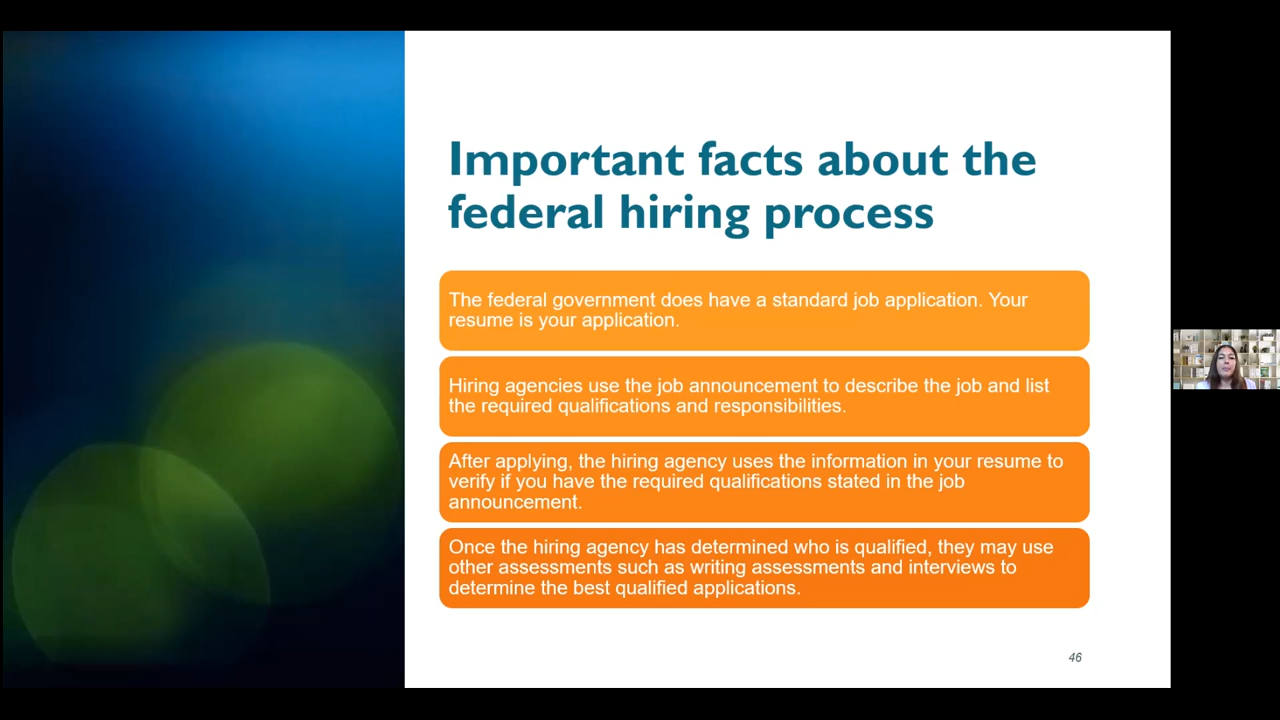 Important facts about the
federal hiring process
The federal government does have a standard job application. Your
resume is your application.
Hiring agencies use the job announcement to describe the job and list
the required qualifications and responsibilities.
After applying, the hiring agency uses the information in your resume to
verify if you have the required qualifications stated in the job
announcement.
Once the hiring agency has determined who is qualified, they may use
other assessments such as writing assessments and interviews to
determine the best qualified applications.
46